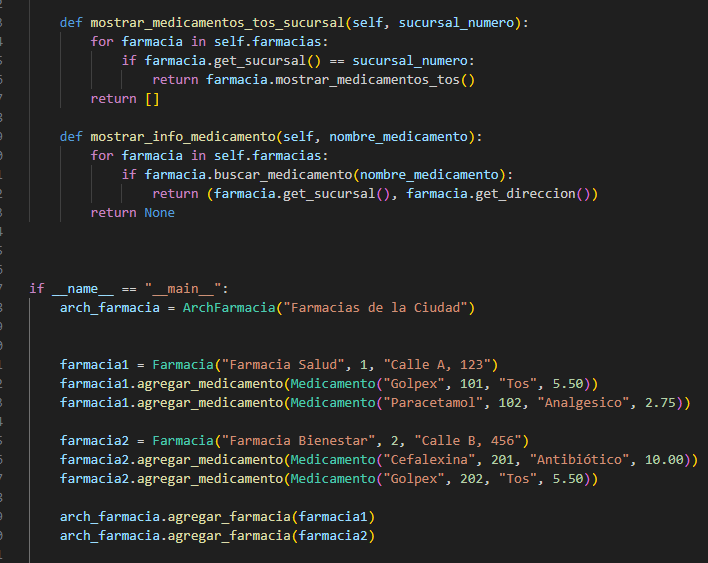 def mostrar_medicamentos_tos_sucursal(self, sucursal_numero):
for farmacia in self.farmacias:
if farmacia.get_sucursal() == sucursal_numero:
return farmacia.mostrar_medicamentos_tos()
return []
def mostrar_info_medicamento(self, nombre_medicamento):
for farmacia in self.farmacias:
if farmacia.buscar_medicamento(nombre_medicamento):
return (farmacia.get_sucursal(), farmacia.get_direccion())
return None
if __name__ == "__main__":
arch_farmacia = ArchFarmacia("Farmacias de la Ciudad")
farmacia1 = Farmacia("Farmacia Salud", 1, "Calle A, 123")
farmacia1.agregar_medicamento(Medicamento("Golpex", 101, "Tos", 5.50))
farmacia1.agregar_medicamento(Medicamento("Paracetamol", 102, "Analgesico", 2.75))
farmacia2 = Farmacia("Farmacia Bienestar", 2, "Calle B, 456")
farmacia2.agregar_medicamento(Medicamento("Cefalexina", 201, "Antibiótico", 10.00))
farmacia2.agregar_medicamento(Medicamento("Golpex", 202, "Tos", 5.50))
arch_farmacia.agregar_farmacia(farmacia1)
arch_farmacia.agregar_farmacia(farmacia2)